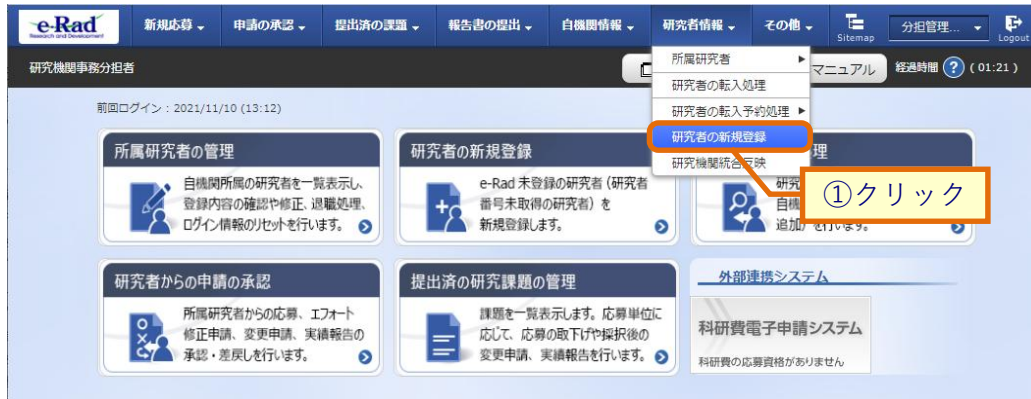 e-Rad
Research and Development
新規応募
申請の承認
提出済の課題
報告書の提出
自機関情報
研究者情報
その他
Sitemap
分担管理...
Logout
研究機関事務分担者
マニュアル
経過時間 ? ( 01:21 )
所属研究者
研究者の転入処理
研究者の転入予約処理
研究者の新規登録
研究機関統合反映
①クリック
前回ログイン : 2021/11/10 (13:12)
所属研究者の管理
自機関所属の研究者を一覧表示し、
登録内容の確認や修正、退職処理、
ログイン情報のリセットを行います。
研究者の新規登録
e-Rad 未登録の研究者(研究者
番号未取得の研究者)を
新規登録します。
理
研究
自機
追加)を行います。
研究者からの申請の承認
所属研究者からの応募、エフォート
修正申請、変更申請、実績報告の
承認・差戻しを行います。
提出済の研究課題の管理
課題を一覧表示します。応募単位に
応じて、応募の取下げや採択後の
変更申請、実績報告を行います。
外部連携システム
科研費電子申請システム
科研費の応募資格がありません